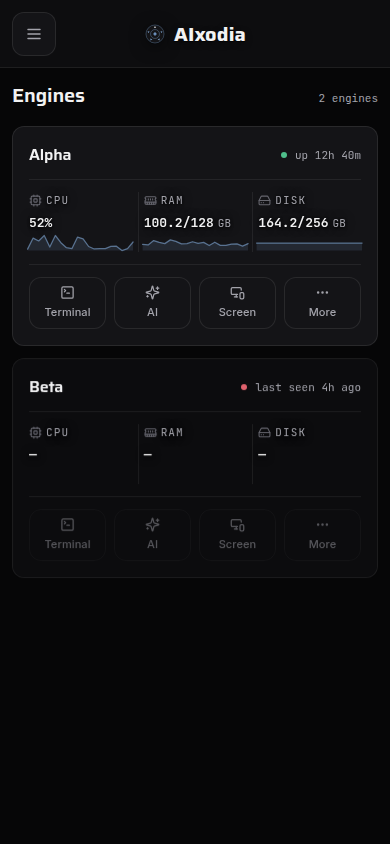 AIxodia
Engines
2 engines
Alpha
up 12h 40m
CPU
RAM
DISK
52%
100.2/128 GB
164.2/256 GB
Terminal
AI
Screen
More
Beta
last seen 4h ago
CPU
RAM
DISK
—
—
—
Terminal
AI
Screen
More